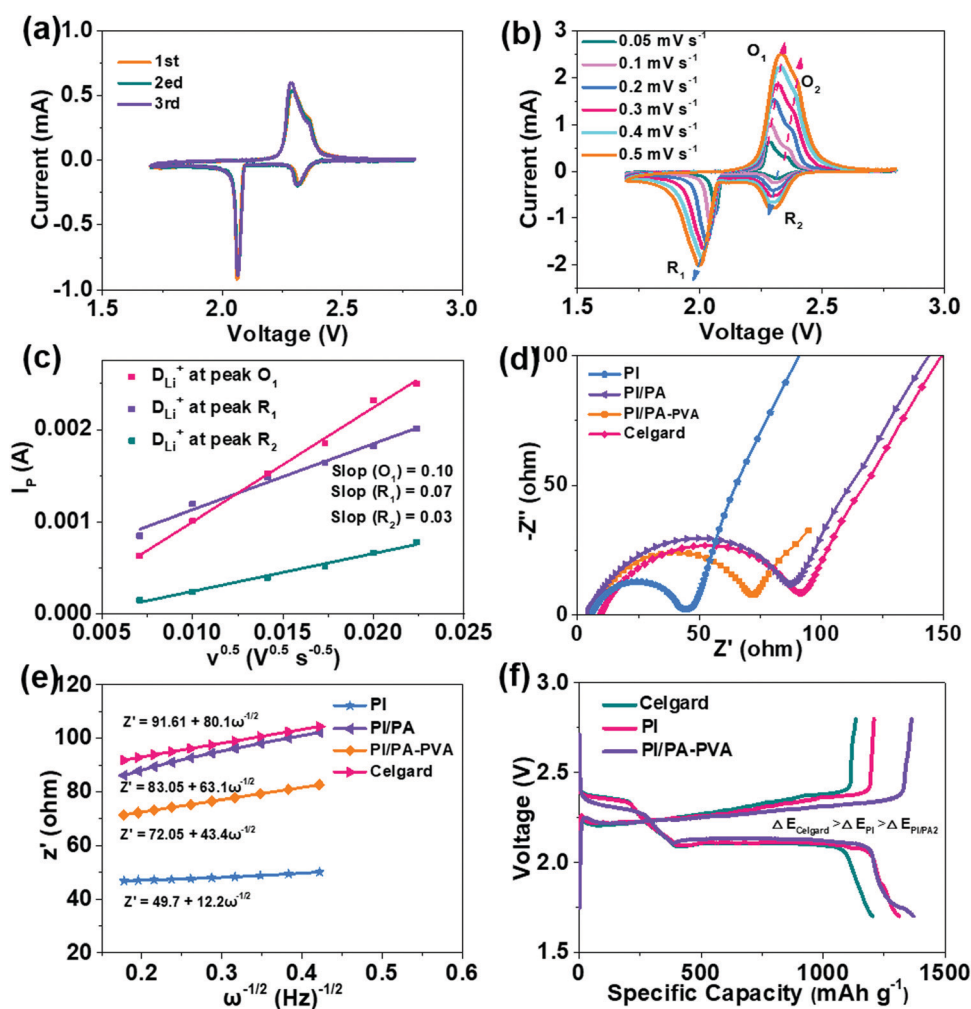 (a)
1st
2ed
3rd
1.0
0.5
0.0
-0.5
-1.0
Current (mA)
1.5 2.0 2.5 3.0
Voltage (V)
(b)
0.05 mV s⁻¹
0.1 mV s⁻¹
0.2 mV s⁻¹
0.3 mV s⁻¹
0.4 mV s⁻¹
0.5 mV s⁻¹
O₁
O₂
R₂
R₁
3
2
1
0
-1
-2
Current (mA)
1.5 2.0 2.5 3.0
Voltage (V)
(c)
D_Li⁺ at peak O₁
D_Li⁺ at peak R₁
D_Li⁺ at peak R₂
Slop (O₁) = 0.10
Slop (R₁) = 0.07
Slop (R₂) = 0.03
0.002
0.001
0.000
I_P (A)
0.005 0.010 0.015 0.020 0.025
v^0.5 (V^0.5 s^-0.5)
(d)
PI
PI/PA
PI/PA-PVA
Celgard
100
50
0
-Z'' (ohm)
0 50 100 150
Z' (ohm)
(e)
PI
PI/PA
PI/PA-PVA
Celgard
Z' = 91.61 + 80.1ω^-1/2
Z' = 83.05 + 63.1ω^-1/2
Z' = 72.05 + 43.4ω^-1/2
Z' = 49.7 + 12.2ω^-1/2
120
100
80
60
40
20
z' (ohm)
0.2 0.3 0.4 0.5 0.6
ω^-1/2 (Hz)^-1/2
(f)
Celgard
PI
PI/PA-PVA
△ E_Celgard > △ E_PI > △ E_PI/PA2
3.0
2.5
2.0
1.5
Voltage (V)
0 500 1000 1500
Specific Capacity (mAh g⁻¹)